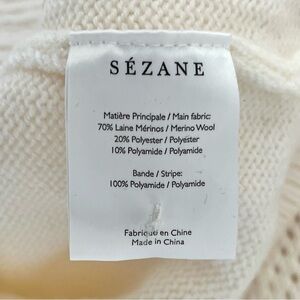 SÉZANE
Matière Principale / Main fabric:
70% Laine Mérinos / Merino Wool
20% Polyester / Polyester
10% Polyamide / Polyamide
Bande / Stripe:
100% Polyamide / Polyamide
Fabriqué en Chine
Made in China